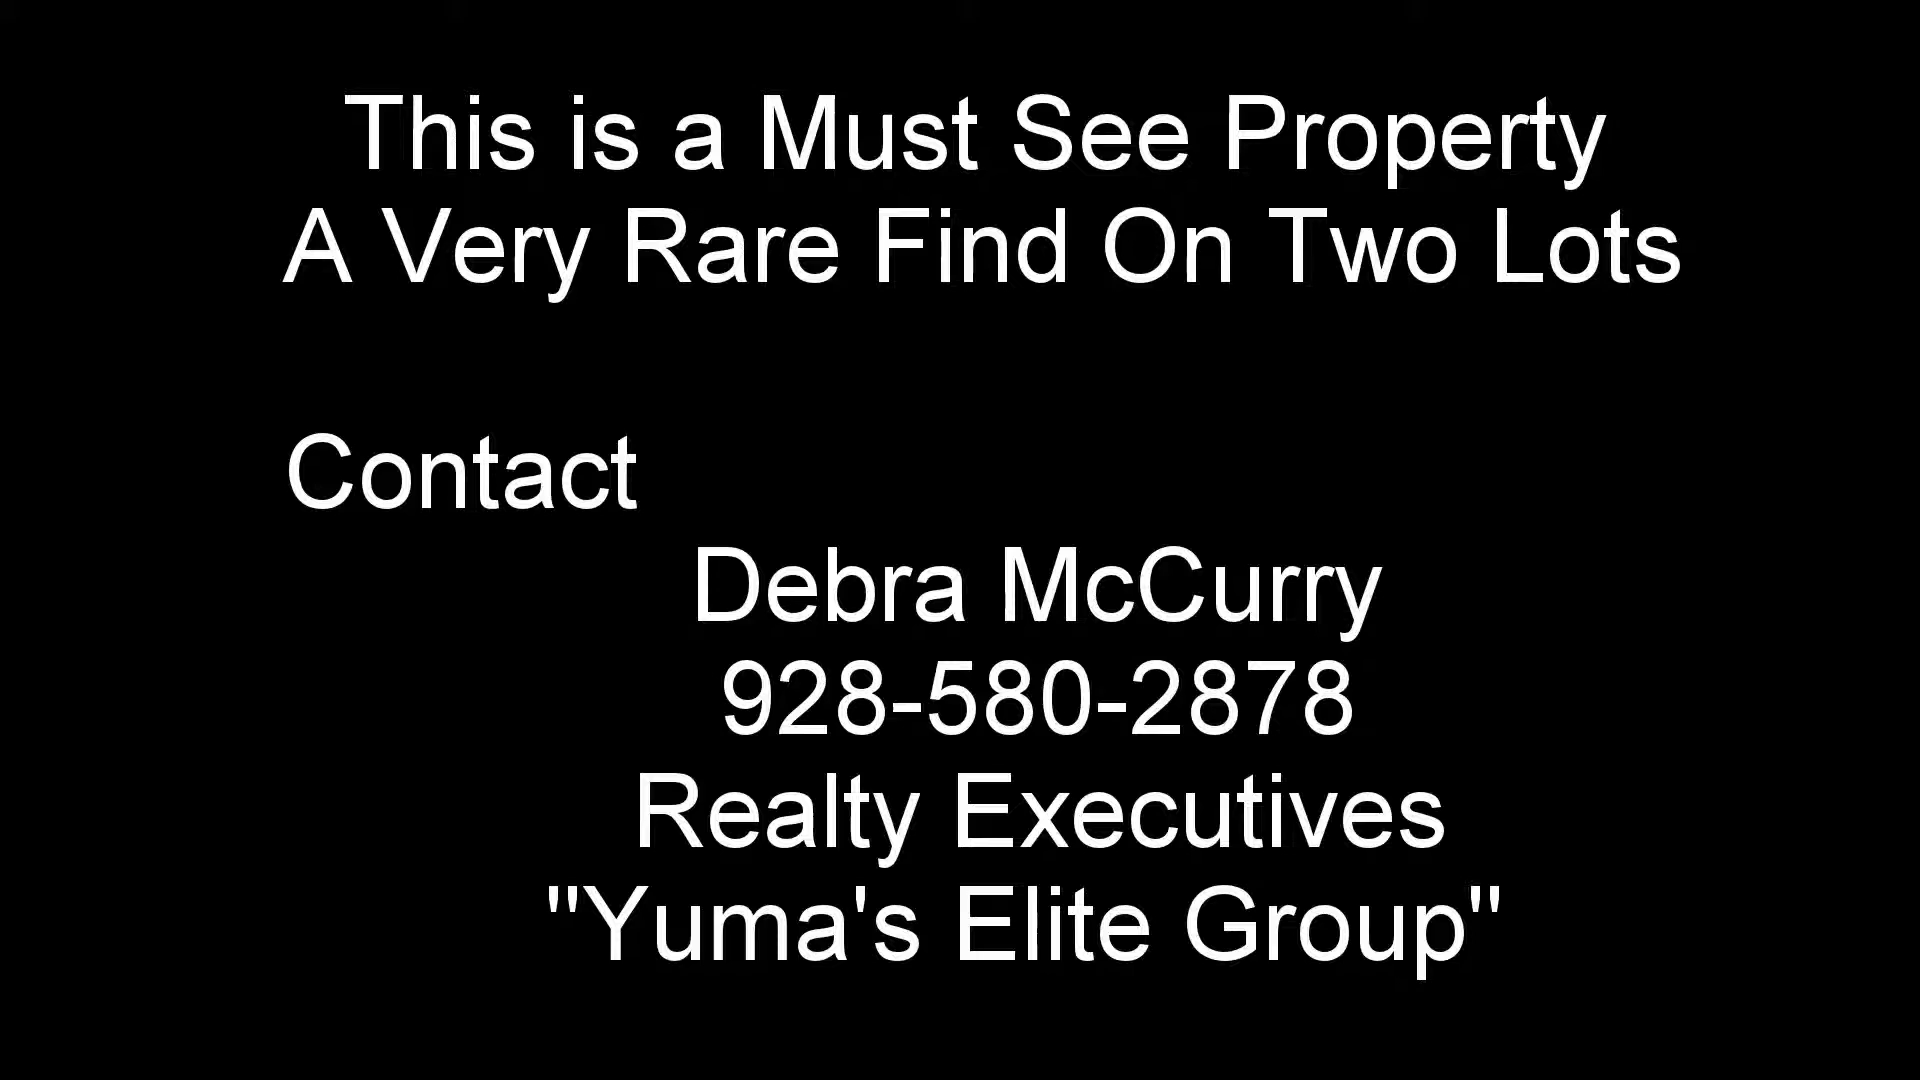 This is a Must See Property
A Very Rare Find On Two Lots
Contact
Debra McCurry
928-580-2878
Realty Executives
"Yuma's Elite Group"